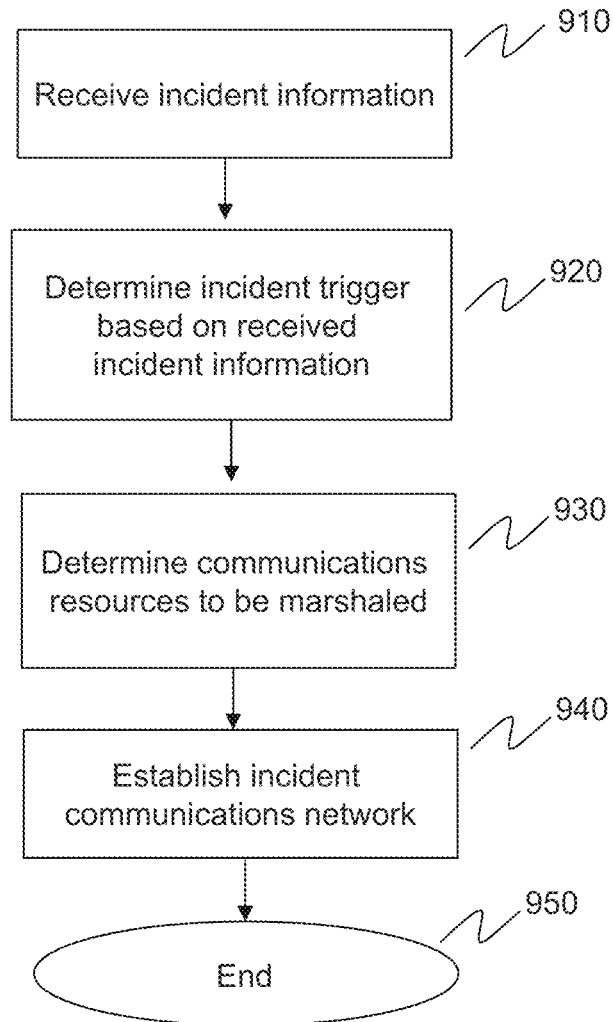 910
Receive incident information
920
Determine incident trigger
based on received
incident information
930
Determine communications
resources to be marshaled
940
Establish incident
communications network
950
End